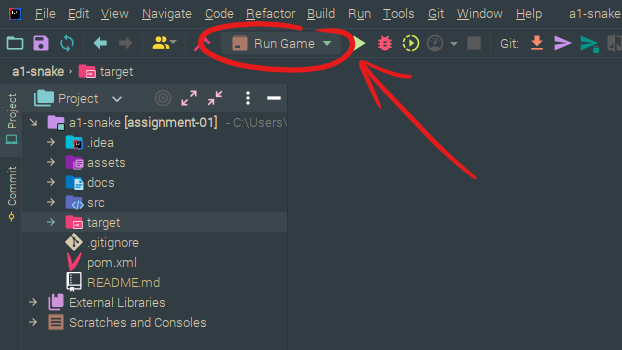 File Edit View Navigate Code Refactor Build Run Tools Git Window Help a1-snake
Run Game Git:
a1-snake › target
Project
Project
Commit
a1-snake [assignment-01] - C:\Users\
.idea
assets
docs
src
target
.gitignore
pom.xml
README.md
External Libraries
Scratches and Consoles